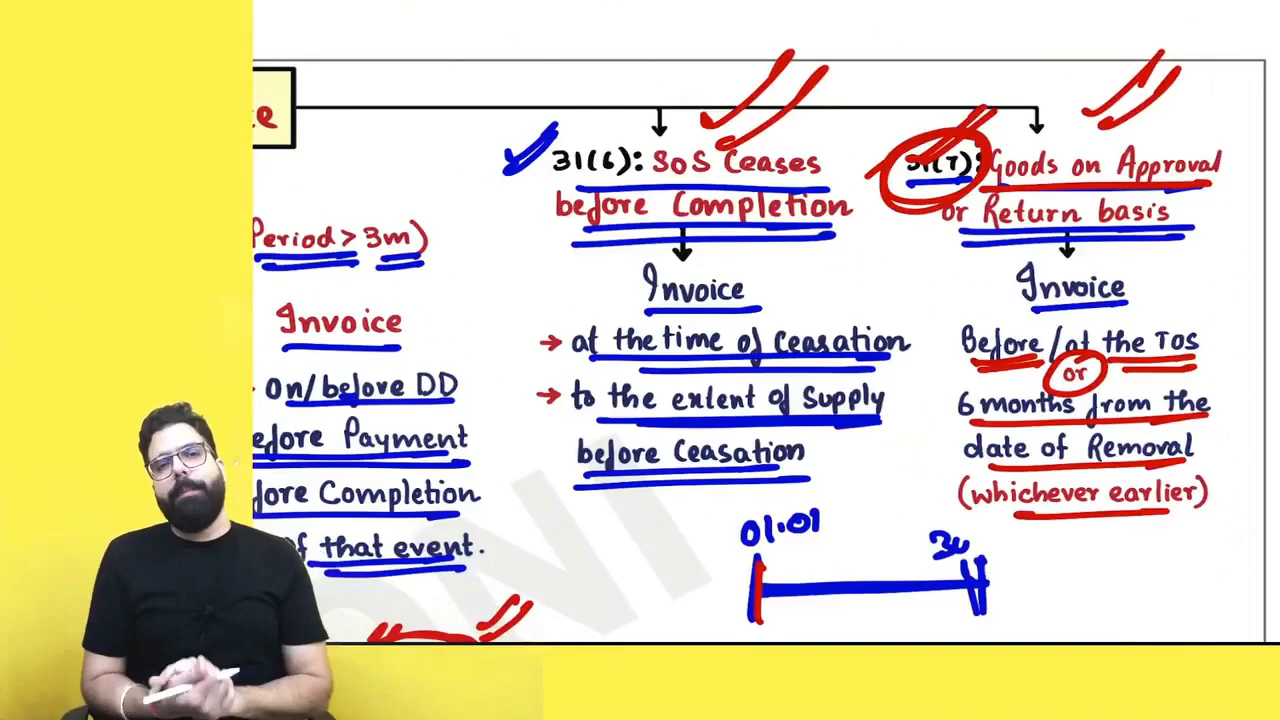 31(6): SoS Ceases
before Completion
Invoice
→ at the time of Ceasation
→ to the extent of Supply
before Ceasation
31(7): Goods on Approval
or Return basis
Invoice
Before / at the TOS
or
6 months from the
date of Removal
(whichever earlier)
Period > 3m)
Invoice
on/before DD
efore Payment
fore Completion
of that event.
01.01